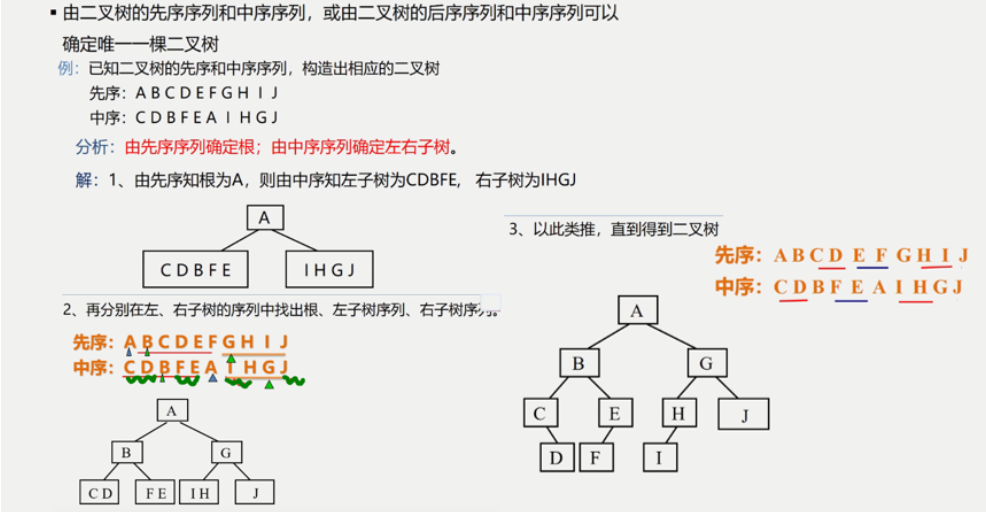 ▪ 由二叉树的先序序列和中序序列，或由二叉树的后序序列和中序序列可以
确定唯一一棵二叉树
例：已知二叉树的先序和中序序列，构造出相应的二叉树
先序：A B C D E F G H I J
中序：C D B F E A I H G J
分析：由先序序列确定根；由中序序列确定左右子树。
解：1、由先序知根为A，则由中序知左子树为CDBFE, 右子树为IHGJ
A
C D B F E
I H G J
2、再分别在左、右子树的序列中找出根、左子树序列、右子树序列。
先序：A B C D E F G H I J
中序：C D B F E A I H G J
A
B G
C D F E I H J
3、以此类推，直到得到二叉树
先序：A B C D E F G H I J
中序：C D B F E A I H G J
A
B G
C E H J
D F I